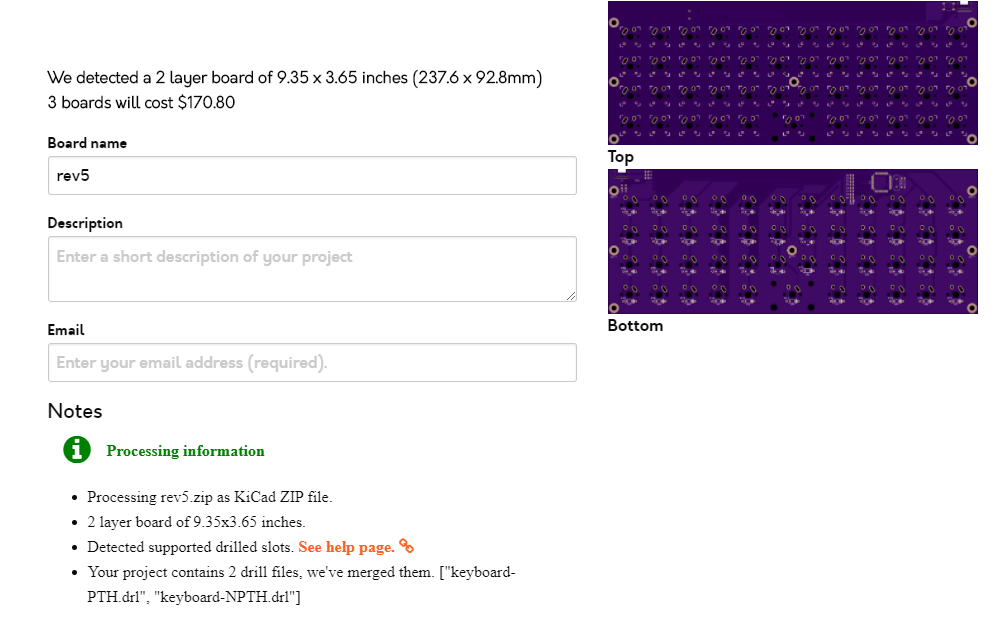 We detected a 2 layer board of 9.35 x 3.65 inches (237.6 x 92.8mm)
3 boards will cost $170.80
Board name
rev5
Description
Enter a short description of your project
Email
Enter your email address (required).
Notes
Processing information
Processing rev5.zip as KiCad ZIP file.
2 layer board of 9.35x3.65 inches.
Detected supported drilled slots. See help page.
Your project contains 2 drill files, we've merged them. ["keyboard-
PTH.drl", "keyboard-NPTH.drl"]
Top
Bottom